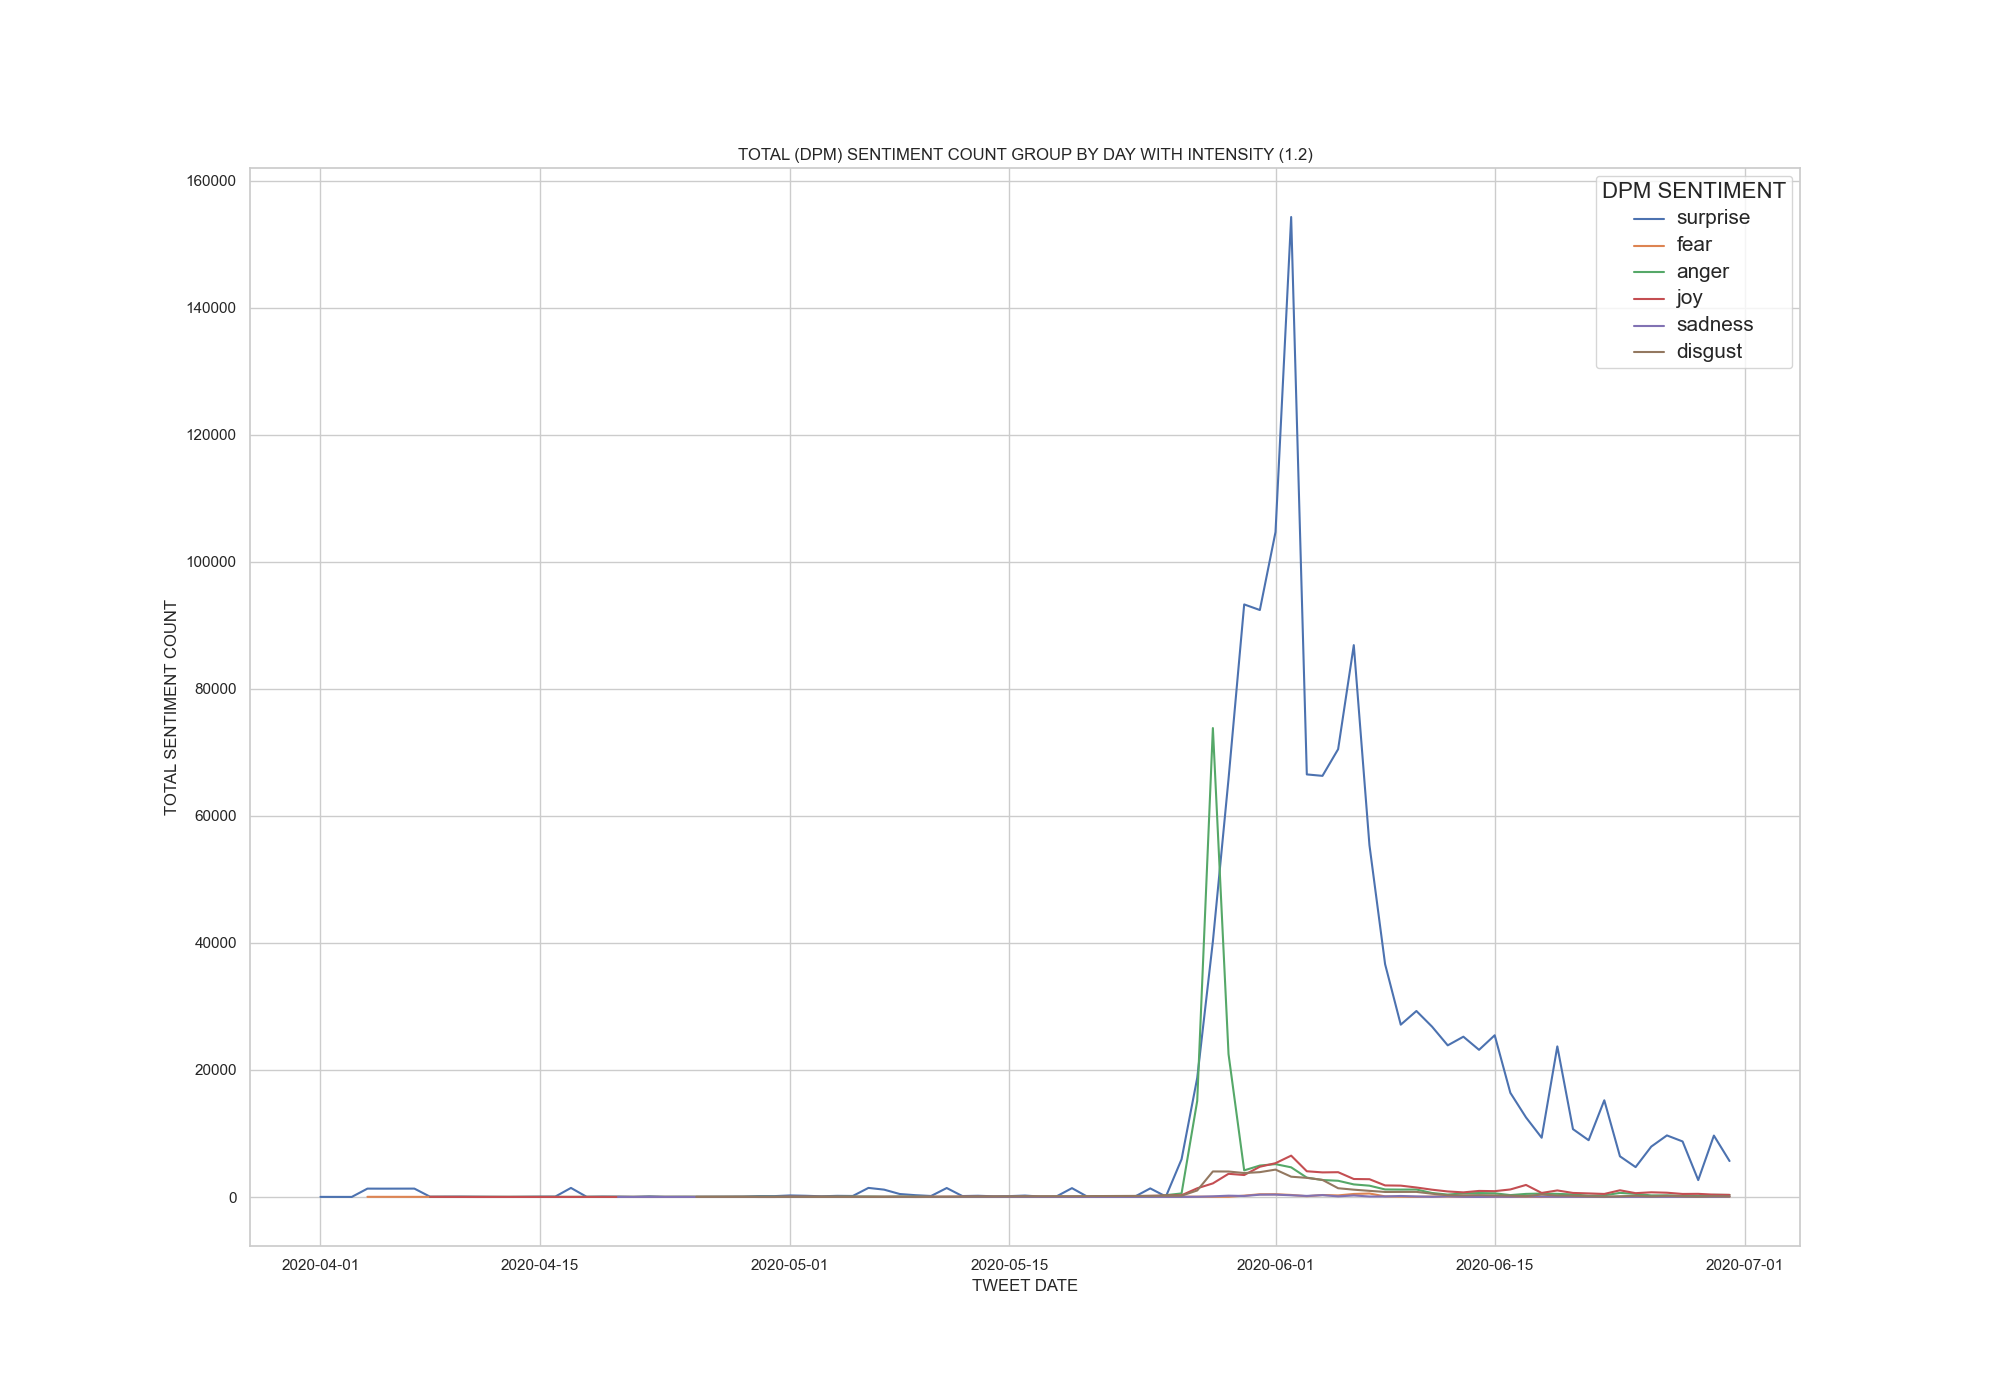 TOTAL (DPM) SENTIMENT COUNT GROUP BY DAY WITH INTENSITY (1.2)
160000
140000
120000
100000
80000
60000
40000
20000
0
TOTAL SENTIMENT COUNT
DPM SENTIMENT
surprise
fear
anger
joy
sadness
disgust
2020-04-01 2020-04-15 2020-05-01 2020-05-15 2020-06-01 2020-06-15 2020-07-01
TWEET DATE